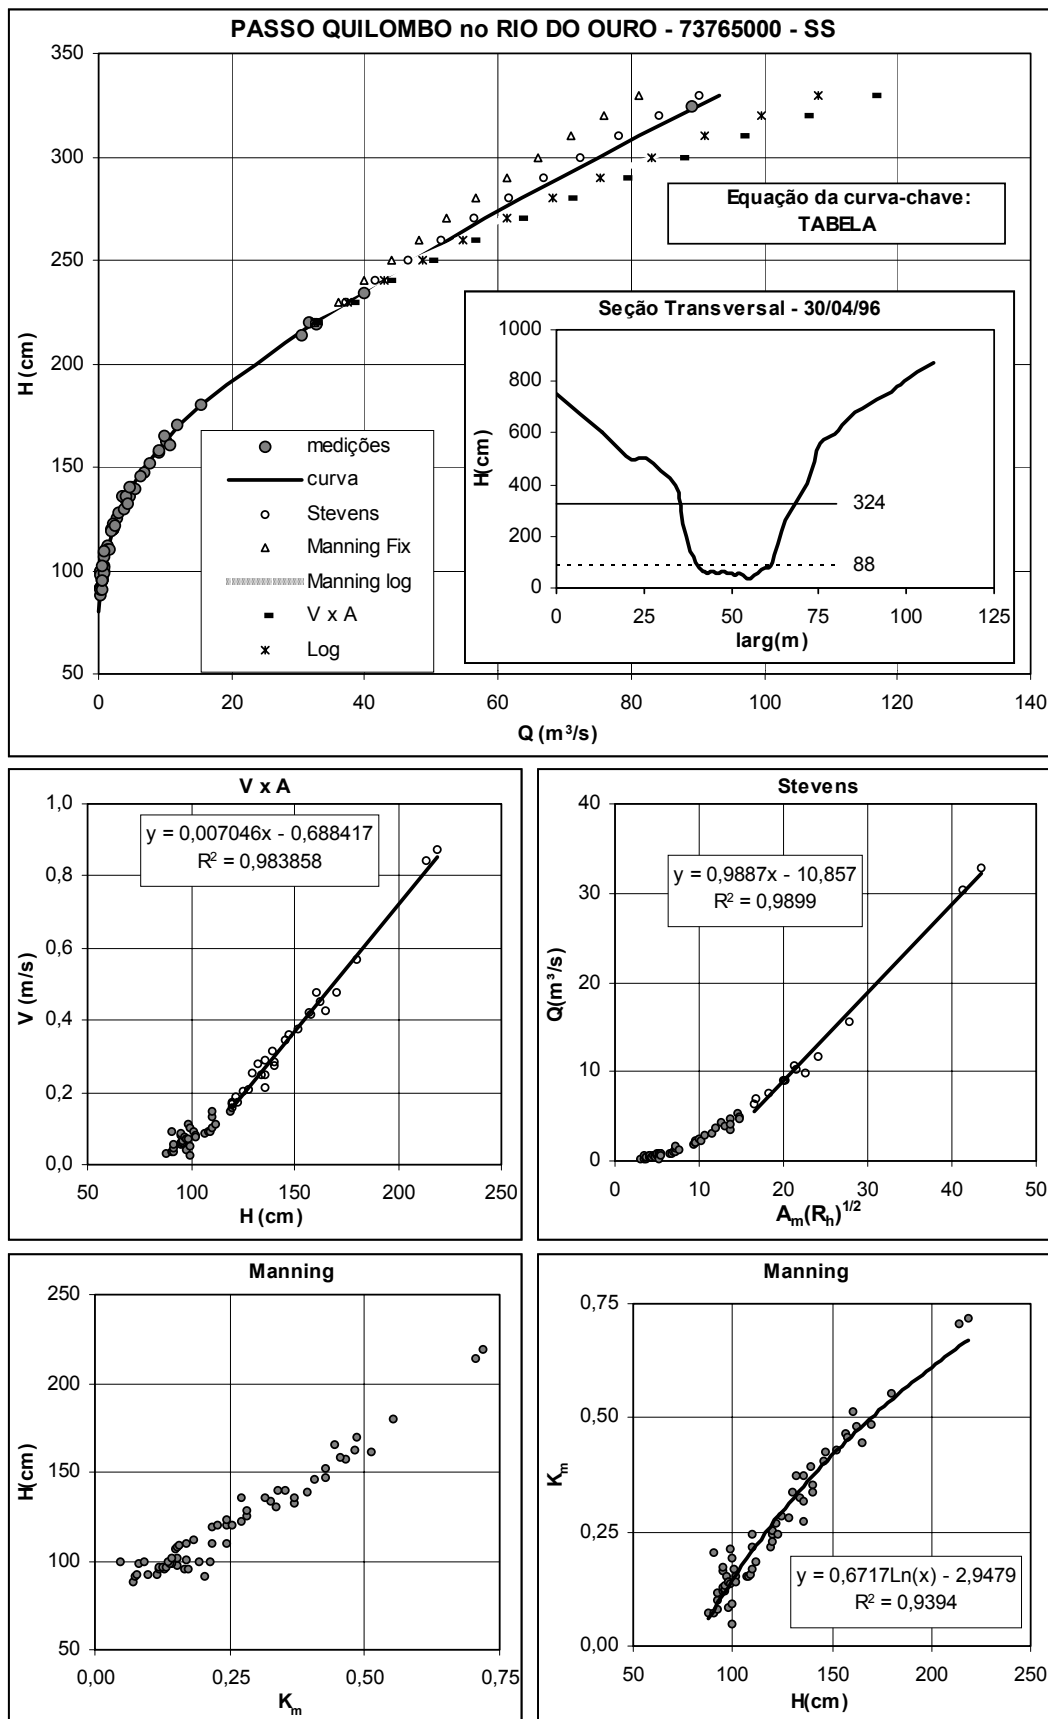 PASSO QUILOMBO no RIO DO OURO - 73765000 - SS
350
300
250
200
150
100
50
H (cm)
0
20
40
60
80
100
120
140
Q (m³/s)
Equação da curva-chave:
TABELA
medições
curva
Stevens
Manning Fix
Manning log
V x A
Log
Seção Transversal - 30/04/96
1000
800
600
400
200
0
H(cm)
324
88
0
25
50
75
100
125
larg(m)
V x A
1,0
0,8
0,6
0,4
0,2
0,0
V (m/s)
y = 0,007046x - 0,688417
R² = 0,983858
50
100
150
200
250
H (cm)
Stevens
40
30
20
10
0
Q(m³/s)
y = 0,9887x - 10,857
R² = 0,9899
0
10
20
30
40
50
Aₘ(Rₕ)¹ᐟ²
Manning
250
200
150
100
50
H(cm)
0,00
0,25
0,50
0,75
Kₘ
Manning
0,75
0,50
0,25
0,00
Kₘ
y = 0,6717Ln(x) - 2,9479
R² = 0,9394
50
100
150
200
250
H(cm)